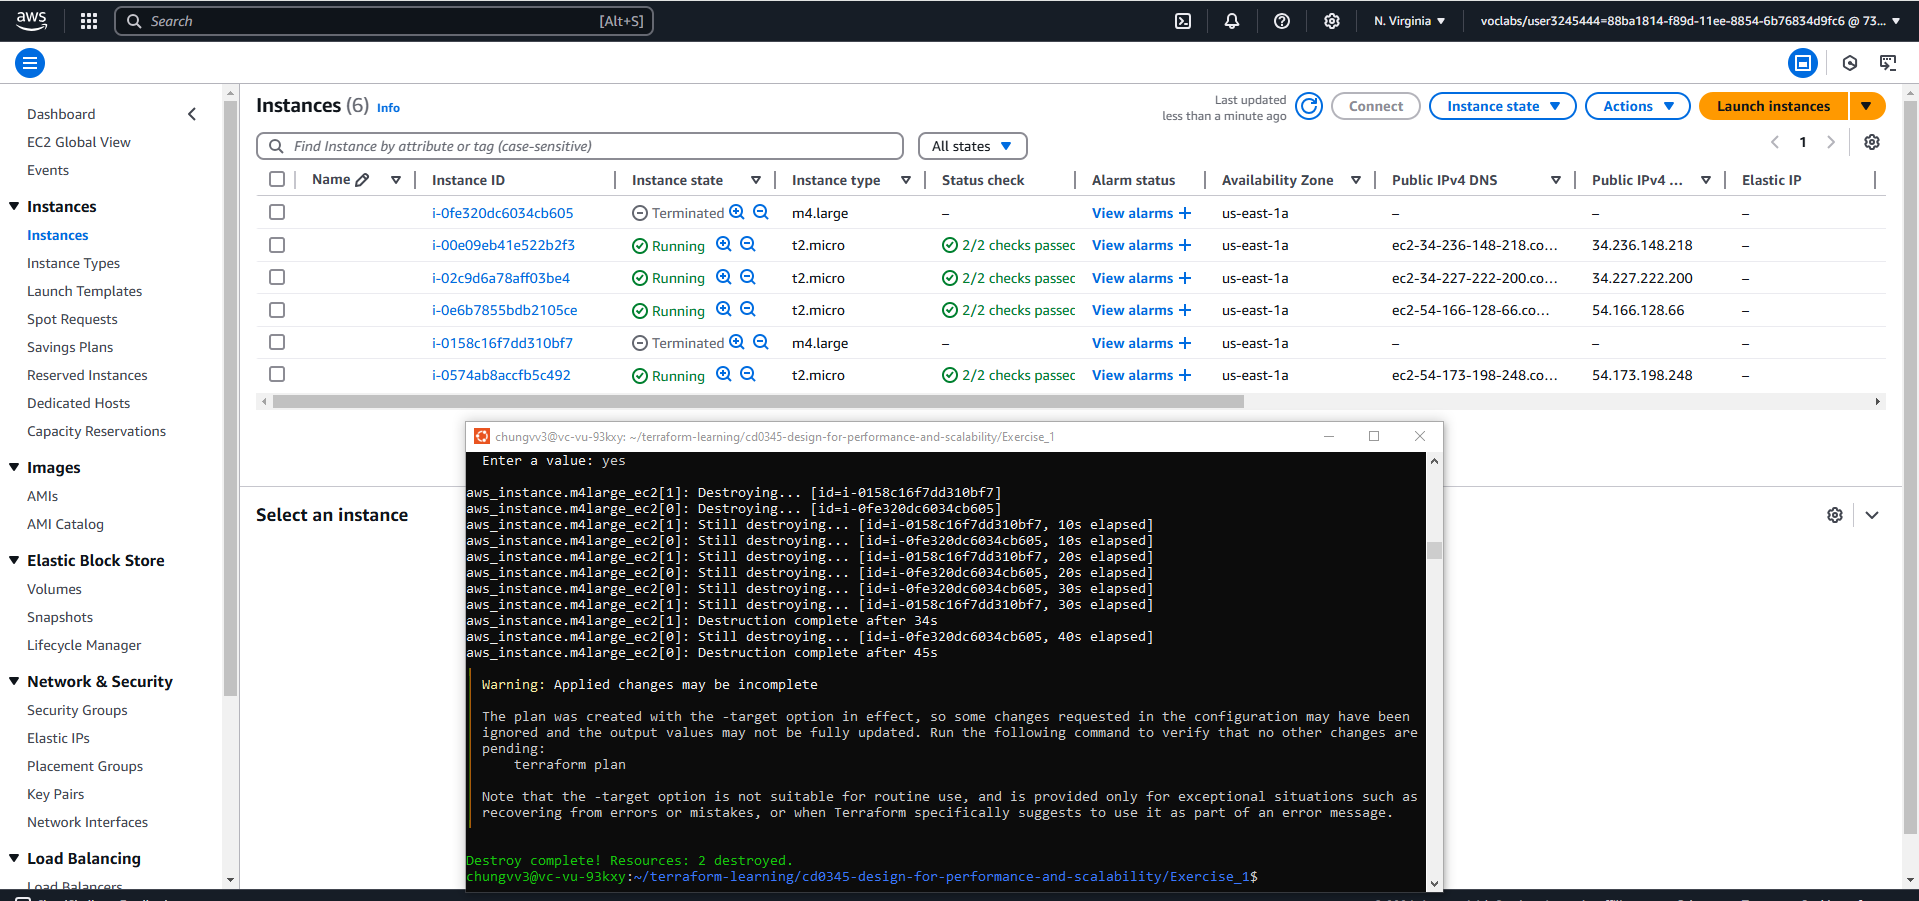 aws
Search [Alt+S]
N. Virginia
voclabs/user3245444=88ba1814-f89d-11ee-8854-6b76834d9fc6 @ 73...
Dashboard
EC2 Global View
Events
Instances
Instances
Instance Types
Launch Templates
Spot Requests
Savings Plans
Reserved Instances
Dedicated Hosts
Capacity Reservations
Images
AMIs
AMI Catalog
Elastic Block Store
Volumes
Snapshots
Lifecycle Manager
Network & Security
Security Groups
Elastic IPs
Placement Groups
Key Pairs
Network Interfaces
Load Balancing
Load Balancers
Instances (6) Info
Last updated
less than a minute ago
Connect
Instance state
Actions
Launch instances
Find Instance by attribute or tag (case-sensitive)
All states
1
Name Instance ID Instance state Instance type Status check Alarm status Availability Zone Public IPv4 DNS Public IPv4 ... Elastic IP
i-0fe320dc6034cb605 Terminated m4.large – View alarms + us-east-1a – – –
i-00e09eb41e522b2f3 Running t2.micro 2/2 checks passec View alarms + us-east-1a ec2-34-236-148-218.co... 34.236.148.218 –
i-02c9d6a78aff03be4 Running t2.micro 2/2 checks passec View alarms + us-east-1a ec2-34-227-222-200.co... 34.227.222.200 –
i-0e6b7855bdb2105ce Running t2.micro 2/2 checks passec View alarms + us-east-1a ec2-54-166-128-66.co... 54.166.128.66 –
i-0158c16f7dd310bf7 Terminated m4.large – View alarms + us-east-1a – – –
i-0574ab8accfb5c492 Running t2.micro 2/2 checks passec View alarms + us-east-1a ec2-54-173-198-248.co... 54.173.198.248 –
Select an instance
chungvv3@vc-vu-93kxy: ~/terraform-learning/cd0345-design-for-performance-and-scalability/Exercise_1
Enter a value: yes
aws_instance.m4large_ec2[1]: Destroying... [id=i-0158c16f7dd310bf7]
aws_instance.m4large_ec2[0]: Destroying... [id=i-0fe320dc6034cb605]
aws_instance.m4large_ec2[1]: Still destroying... [id=i-0158c16f7dd310bf7, 10s elapsed]
aws_instance.m4large_ec2[0]: Still destroying... [id=i-0fe320dc6034cb605, 10s elapsed]
aws_instance.m4large_ec2[1]: Still destroying... [id=i-0158c16f7dd310bf7, 20s elapsed]
aws_instance.m4large_ec2[0]: Still destroying... [id=i-0fe320dc6034cb605, 20s elapsed]
aws_instance.m4large_ec2[0]: Still destroying... [id=i-0fe320dc6034cb605, 30s elapsed]
aws_instance.m4large_ec2[1]: Still destroying... [id=i-0158c16f7dd310bf7, 30s elapsed]
aws_instance.m4large_ec2[1]: Destruction complete after 34s
aws_instance.m4large_ec2[0]: Still destroying... [id=i-0fe320dc6034cb605, 40s elapsed]
aws_instance.m4large_ec2[0]: Destruction complete after 45s
Warning: Applied changes may be incomplete
The plan was created with the -target option in effect, so some changes requested in the configuration may have been
ignored and the output values may not be fully updated. Run the following command to verify that no other changes are
pending:
terraform plan
Note that the -target option is not suitable for routine use, and is provided only for exceptional situations such as
recovering from errors or mistakes, or when Terraform specifically suggests to use it as part of an error message.
Destroy complete! Resources: 2 destroyed.
chungvv3@vc-vu-93kxy:~/terraform-learning/cd0345-design-for-performance-and-scalability/Exercise_1$